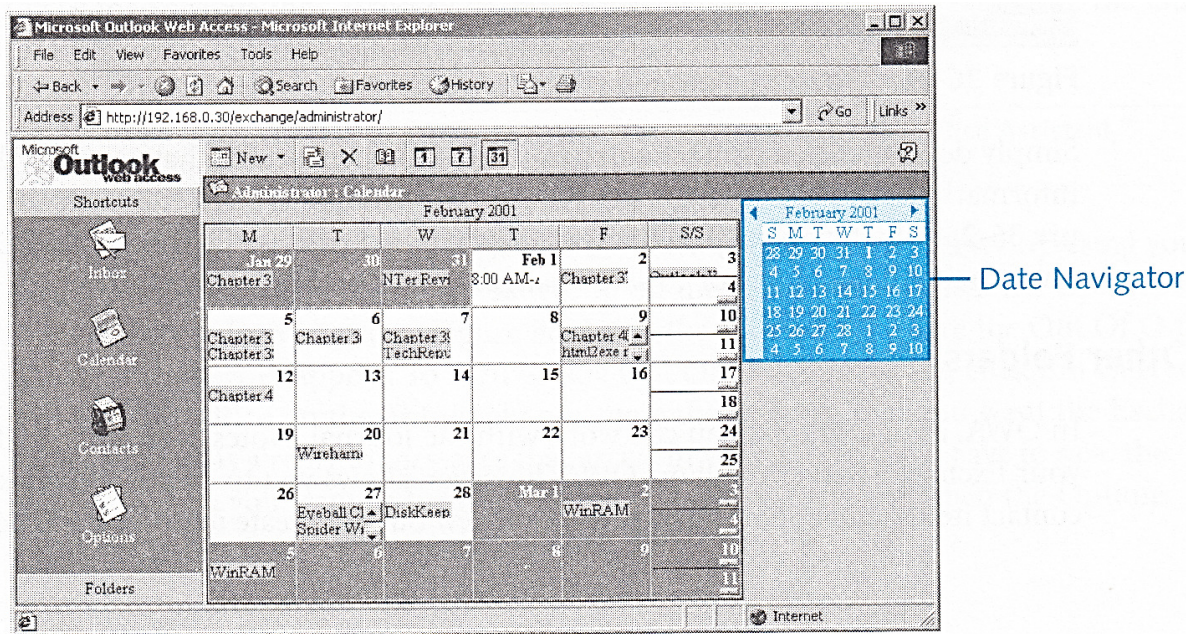 Microsoft Outlook Web Access - Microsoft Internet Explorer
File Edit View Favorites Tools Help
Back Search Favorites History
Address http://192.168.0.30/exchange/administrator/ Go Links »
Microsoft Outlook web access
New 1 7 31
Shortcuts
Administrator : Calendar
February 2001
M T W T F S/S
Jan 29 30 31 Feb 1 2 3
Chapter 3 NTer Revi 8:00 AM- Chapter 3
4
5 6 7 8 9 10
Chapter 3 Chapter 3 Chapter 3 Chapter 4
Chapter 3 TechRepu html2exe r
11
12 13 14 15 16 17
Chapter 4
18
19 20 21 22 23 24
Wireham
25
26 27 28 Mar 1 2 3
Eyeball Cl DiskKeep WinRAM
Spider Wi
4
5 6 7 8 9 10
WinRAM
11
Inbox
Calendar
Contacts
Options
Folders
February 2001
S M T W T F S
28 29 30 31 1 2 3
4 5 6 7 8 9 10
11 12 13 14 15 16 17
18 19 20 21 22 23 24
25 26 27 28 1 2 3
4 5 6 7 8 9 10
Date Navigator
Internet